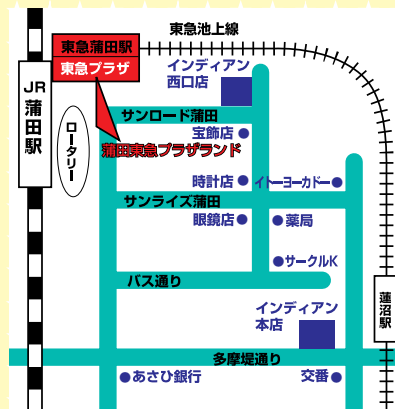 東急池上線
東急蒲田駅
東急プラザ
インディアン
西口店
JR
蒲田駅
ロータリー
サンロード蒲田
宝飾店
蒲田東急プラザランド
時計店
イトーヨーカドー
サンライズ蒲田
眼鏡店
薬局
サークルK
バス通り
蓮沼駅
インディアン
本店
多摩堤通り
あさひ銀行
交番